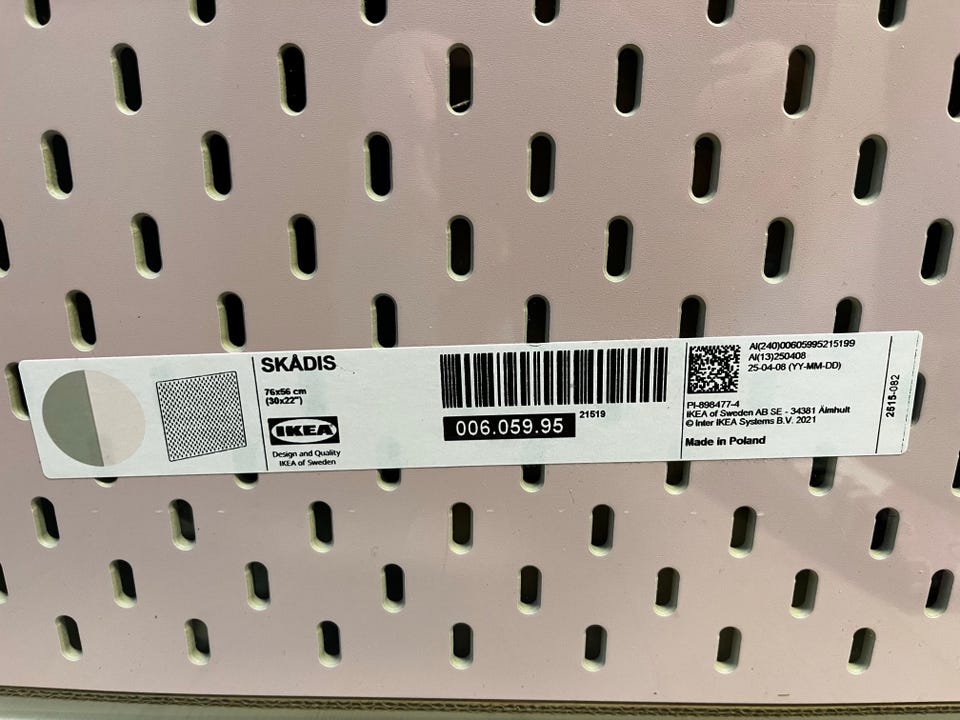 SKÅDIS
76x56 cm
(30x22")
IKEA
Design and Quality
IKEA of Sweden
006.059.95
21519
AI(240)00605995215199
AI(13)250408
25-04-08 (YY-MM-DD)
PI-898477-4
IKEA of Sweden AB SE - 34381 Älmhult
© Inter IKEA Systems B.V. 2021
Made in Poland
2515-082